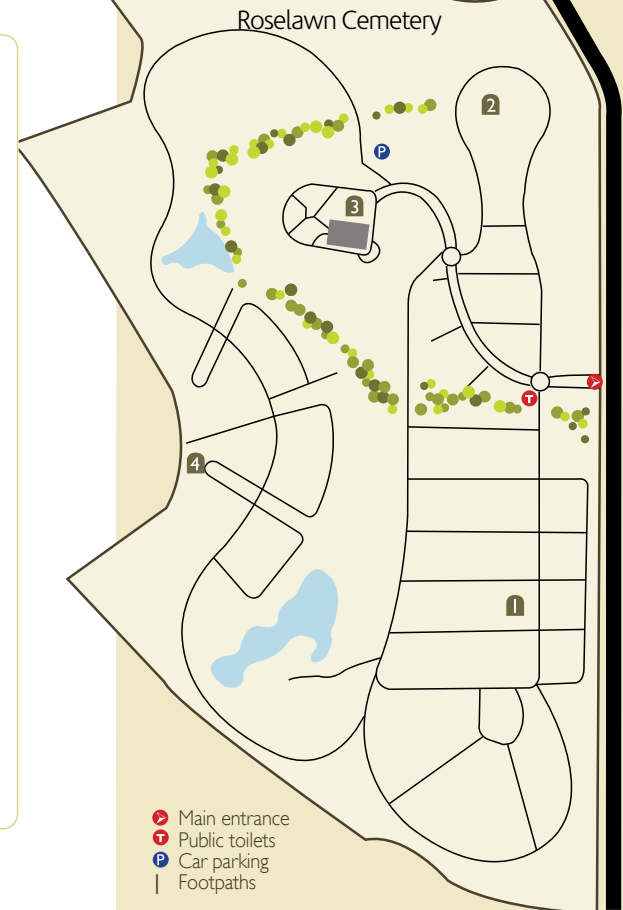 Roselawn Cemetery
2
P
3
T
4
1
Main entrance
T Public toilets
P Car parking
Footpaths